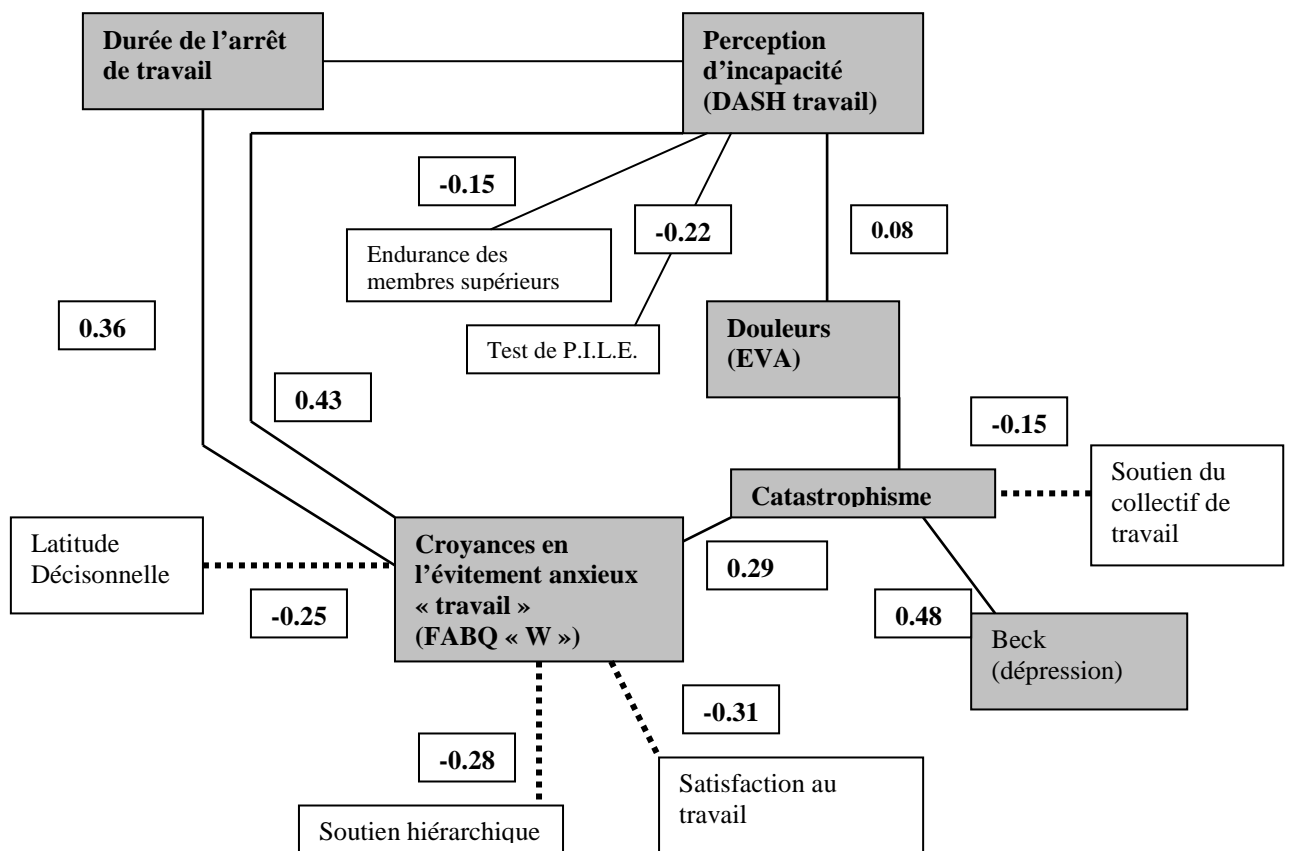 Durée de l’arrêt
de travail
Perception
d’incapacité
(DASH travail)
-0.15
-0.22
0.08
Endurance des
membres supérieurs
0.36
Test de P.I.L.E.
Douleurs
(EVA)
0.43
-0.15
Catastrophisme
Soutien du
collectif de
travail
Latitude
Décisonnelle
-0.25
Croyances en
l’évitement anxieux
« travail »
(FABQ « W »)
0.29
0.48
Beck
(dépression)
-0.31
-0.28
Satisfaction au
travail
Soutien hiérarchique